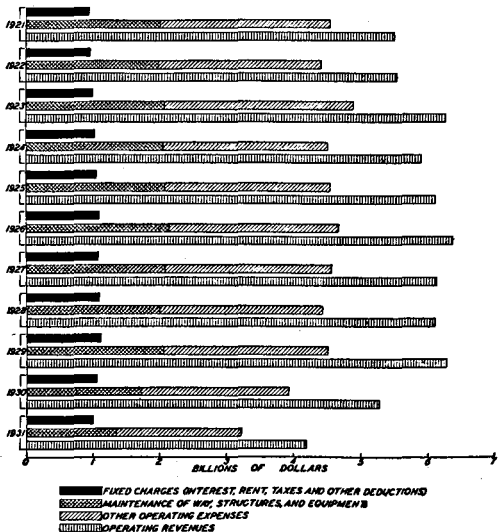 1921
1922
1923
1924
1925
1926
1927
1928
1929
1930
1931
0 1 2 3 4 5 6 7
BILLIONS OF DOLLARS
FIXED CHARGES (INTEREST, RENT, TAXES AND OTHER DEDUCTIONS)
MAINTENANCE OF WAY, STRUCTURES, AND EQUIPMENT
OTHER OPERATING EXPENSES
OPERATING REVENUES